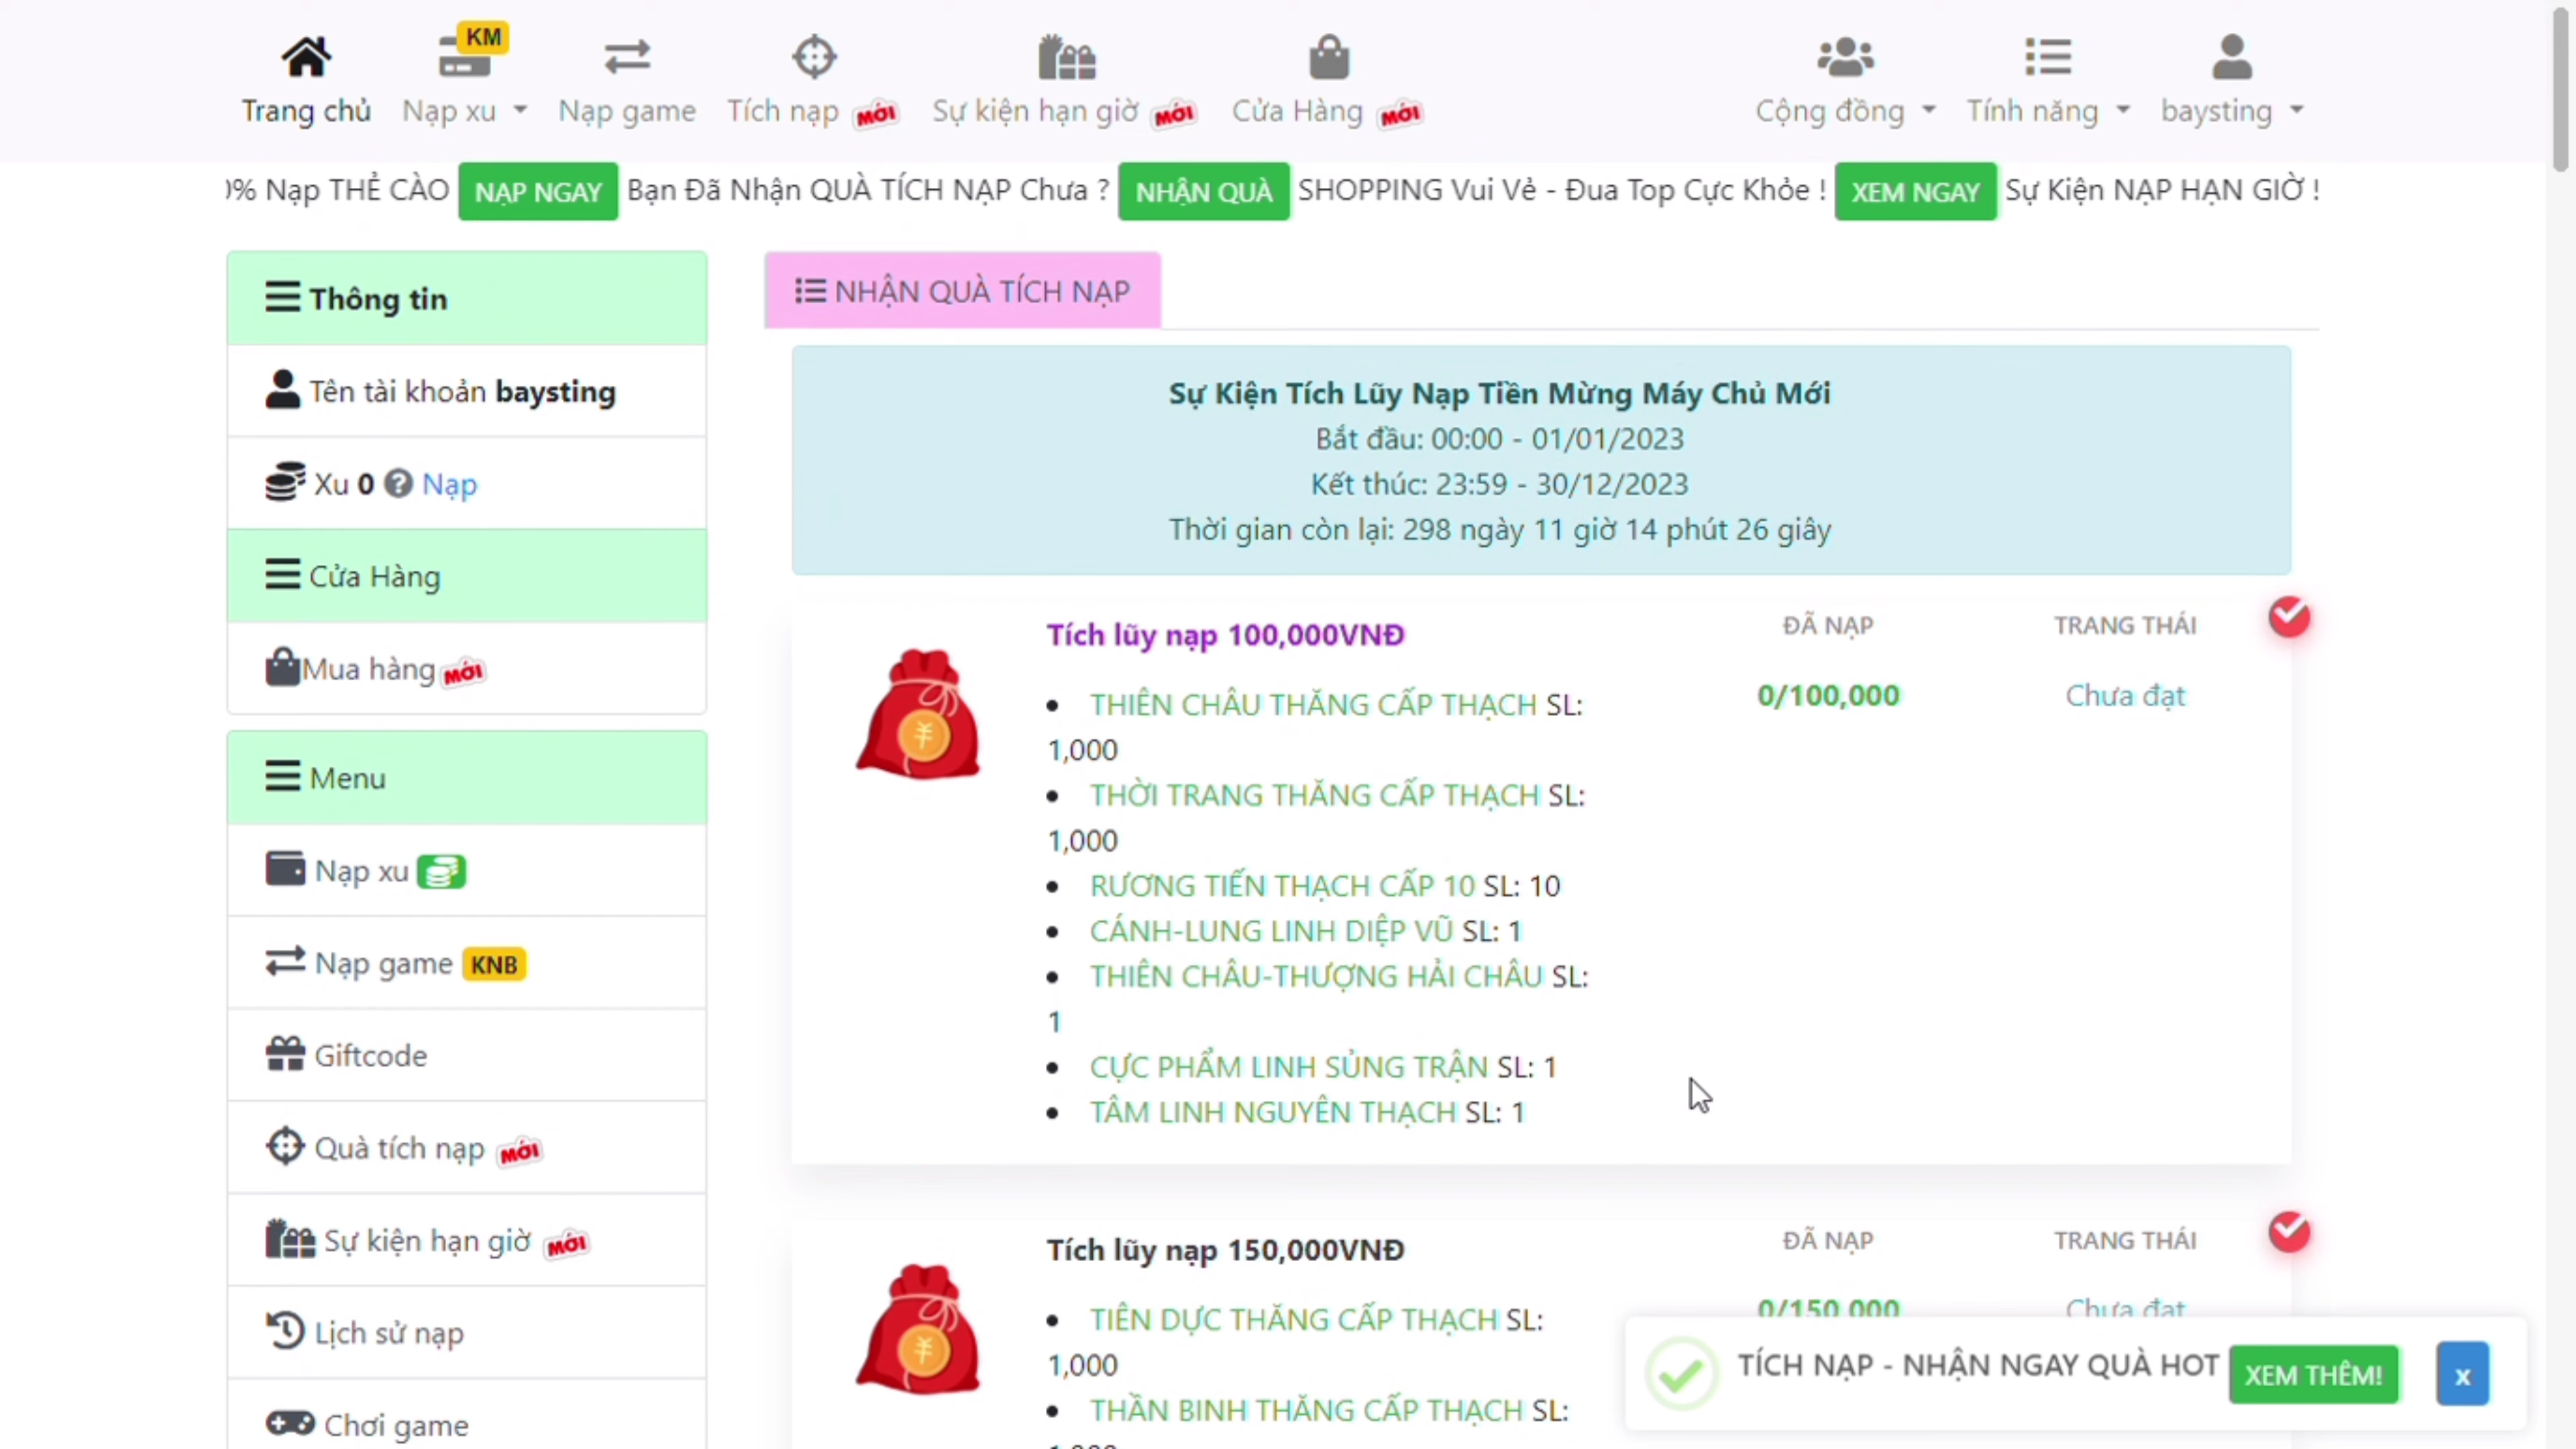 KM
Trang chủ
Nạp xu
Nạp game
Tích nạp MỚI
Sự kiện hạn giờ MỚI
Cửa Hàng MỚI
Cộng đồng
Tính năng
baysting
0% Nạp THẺ CÀO NẠP NGAY Bạn Đã Nhận QUÀ TÍCH NẠP Chưa ? NHẬN QUÀ SHOPPING Vui Vẻ - Đua Top Cực Khỏe ! XEM NGAY Sự Kiện NẠP HẠN GIỜ !
Thông tin
Tên tài khoản baysting
Xu 0 Nạp
Cửa Hàng
Mua hàng MỚI
Menu
Nạp xu
Nạp game KNB
Giftcode
Quà tích nạp MỚI
Sự kiện hạn giờ MỚI
Lịch sử nạp
Chơi game
NHẬN QUÀ TÍCH NẠP
Sự Kiện Tích Lũy Nạp Tiền Mừng Máy Chủ Mới
Bắt đầu: 00:00 - 01/01/2023
Kết thúc: 23:59 - 30/12/2023
Thời gian còn lại: 298 ngày 11 giờ 14 phút 26 giây
Tích lũy nạp 100,000VNĐ
THIÊN CHÂU THĂNG CẤP THẠCH SL:
1,000
THỜI TRANG THĂNG CẤP THẠCH SL:
1,000
RƯƠNG TIẾN THẠCH CẤP 10 SL: 10
CÁNH-LUNG LINH DIỆP VŨ SL: 1
THIÊN CHÂU-THƯỢNG HẢI CHÂU SL:
1
CỰC PHẨM LINH SỦNG TRẬN SL: 1
TÂM LINH NGUYÊN THẠCH SL: 1
ĐÃ NẠP
0/100,000
TRANG THÁI
Chưa đạt
Tích lũy nạp 150,000VNĐ
TIÊN DỰC THĂNG CẤP THẠCH SL:
1,000
THẦN BINH THĂNG CẤP THẠCH SL:
ĐÃ NẠP
0/150,000
TRANG THÁI
Chưa đạt
TÍCH NẠP - NHẬN NGAY QUÀ HOT XEM THÊM! x